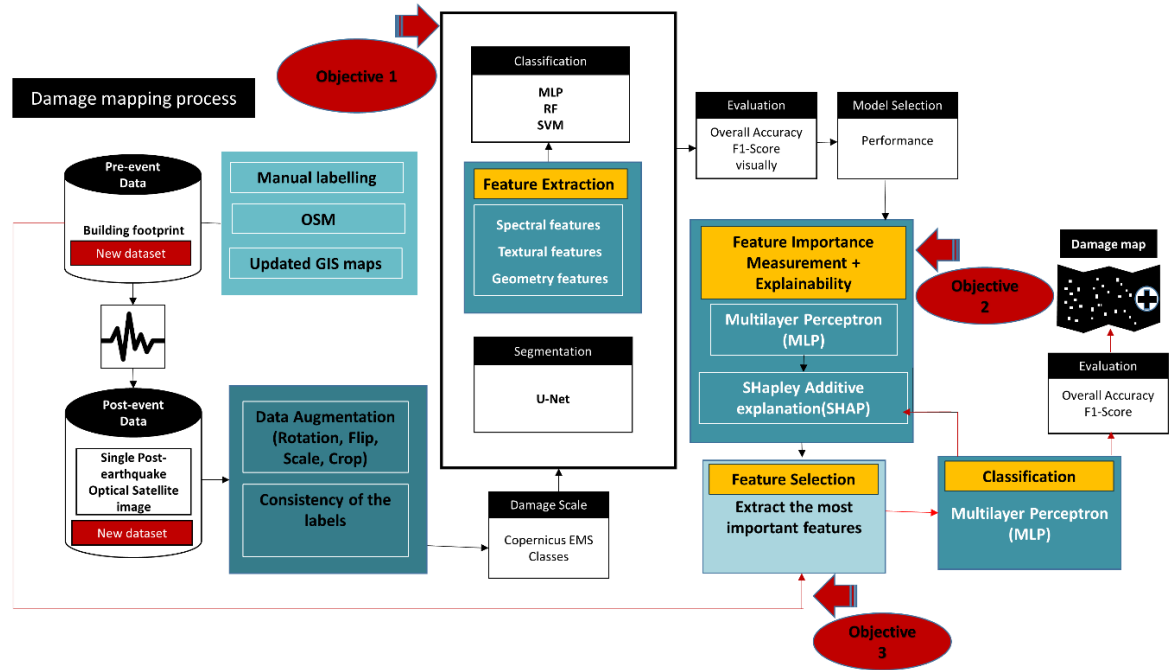 Damage mapping process
Pre-event
Data
Building footprint
New dataset
Manual labelling
OSM
Updated GIS maps
Post-event
Data
Single Post-
earthquake
Optical Satellite
image
New dataset
Data Augmentation
(Rotation, Flip,
Scale, Crop)
Consistency of the
labels
Damage Scale
Copernicus EMS
Classes
Objective 1
Classification
MLP
RF
SVM
Feature Extraction
Spectral features
Textural features
Geometry features
Segmentation
U-Net
Evaluation
Overall Accuracy
F1-Score
visually
Model Selection
Performance
Feature Importance
Measurement +
Explainability
Multilayer Perceptron
(MLP)
SHapley Additive
explanation(SHAP)
Objective
2
Feature Selection
Extract the most
important features
Objective
3
Classification
Multilayer Perceptron
(MLP)
Evaluation
Overall Accuracy
F1-Score
Damage map